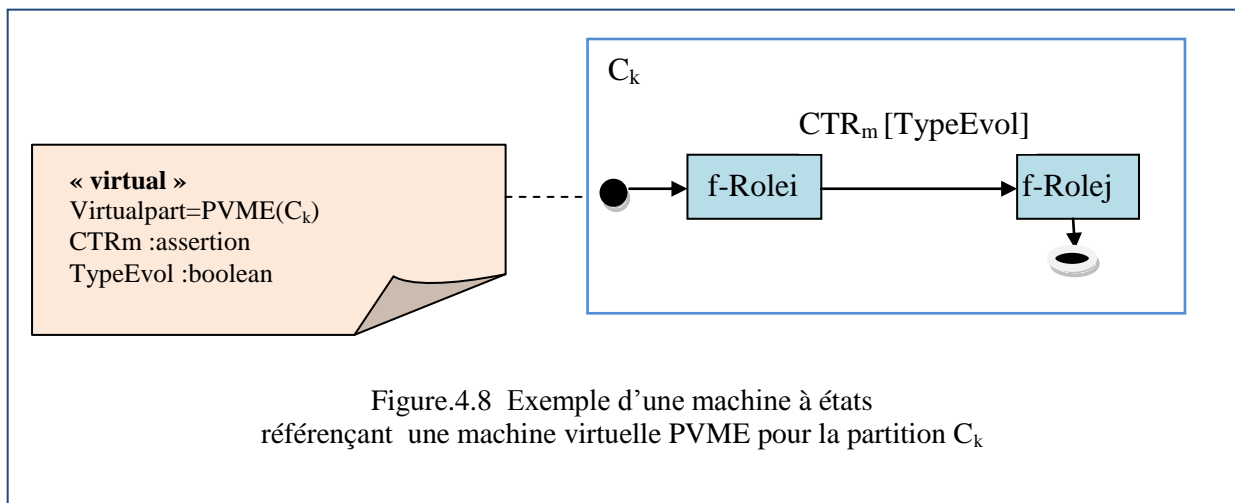 « virtual »
Virtualpart=PVME(Ck)
CTRm :assertion
TypeEvol :boolean
Ck
CTRm [TypeEvol]
f-Rolei
f-Rolej
Figure.4.8 Exemple d’une machine à états
référençant une machine virtuelle PVME pour la partition Ck